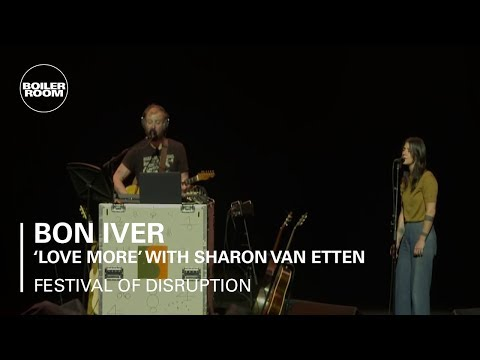 BOILER
ROOM
BON IVER
‘LOVE MORE’ WITH SHARON VAN ETTEN
FESTIVAL OF DISRUPTION